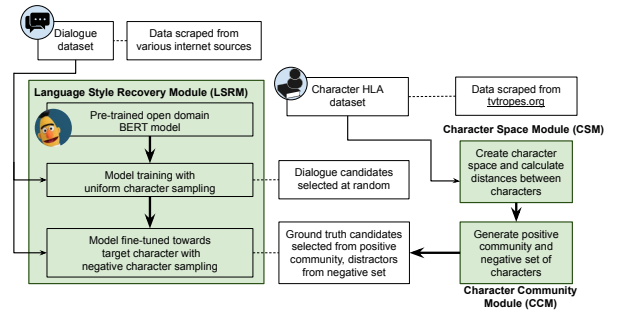 Dialogue
dataset
Data scraped from
various internet sources
Language Style Recovery Module (LSRM)
Pre-trained open domain
BERT model
Model training with
uniform character sampling
Model fine-tuned towards
target character with
negative character sampling
Character HLA
dataset
Data scraped from
tvtropes.org
Dialogue candidates
selected at random
Ground truth candidates
selected from positive
community, distractors
from negative set
Character Space Module (CSM)
Create character
space and calculate
distances between
characters
Generate positive
community and
negative set of
characters
Character Community
Module (CCM)